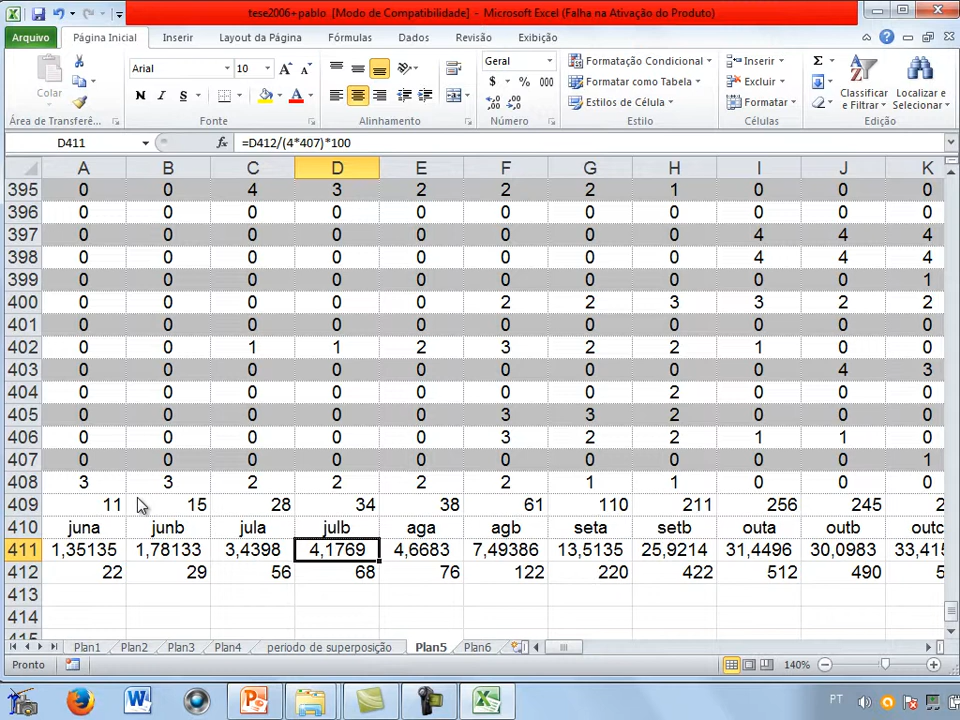 tese2006+pablo [Modo de Compatibilidade] - Microsoft Excel (Falha na Ativação do Produto)
Arquivo Página Inicial Inserir Layout da Página Fórmulas Dados Revisão Exibição
Colar
Arial 10 A A
Geral
Formatação Condicional
Formatar como Tabela
Estilos de Célula
Inserir
Excluir
Formatar
Σ
Classificar e Filtrar
Localizar e Selecionar
N I S A
$ % 000
Área de Transferê... Fonte Alinhamento Número Estilo Células Edição
D411 fx =D412/(4*407)*100
A B C D E F G H I J K
395 0 0 4 3 2 2 2 1 0 0 0
396 0 0 0 0 0 0 0 0 0 0 0
397 0 0 0 0 0 0 0 0 4 4 4
398 0 0 0 0 0 0 0 0 4 4 4
399 0 0 0 0 0 0 0 0 0 0 1
400 0 0 0 0 0 2 2 3 3 2 2
401 0 0 0 0 0 0 0 0 0 0 0
402 0 0 1 1 2 3 2 2 1 0 0
403 0 0 0 0 0 0 0 0 0 4 3
404 0 0 0 0 0 0 0 2 0 0 0
405 0 0 0 0 0 3 3 2 0 0 0
406 0 0 0 0 0 3 2 2 1 1 0
407 0 0 0 0 0 0 0 0 0 0 1
408 3 3 2 2 2 2 1 1 0 0 0
409 11 15 28 34 38 61 110 211 256 245 2
410 juna junb jula julb aga agb seta setb outa outb outc
411 1,35135 1,78133 3,4398 4,1769 4,6683 7,49386 13,5135 25,9214 31,4496 30,0983 33,415
412 22 29 56 68 76 122 220 422 512 490 5
413
414
415
Plan1 Plan2 Plan3 Plan4 periodo de superposição Plan5 Plan6
Pronto 140%
PT